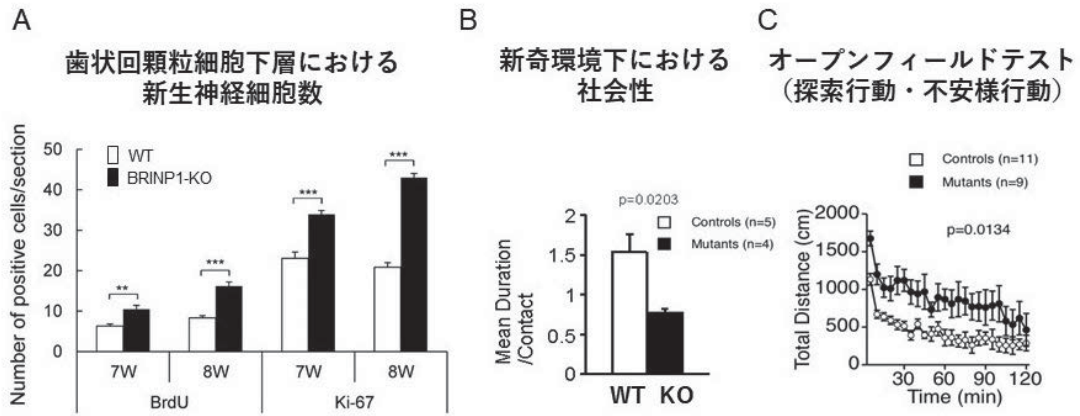 A
歯状回顆粒細胞下層における
新生神経細胞数
Number of positive cells/section
50
40
30
20
10
0
WT
BRINP1-KO
**
***
***
***
7W
8W
7W
8W
BrdU
Ki-67
B
新奇環境下における
社会性
p=0.0203
Controls (n=5)
Mutants (n=4)
Mean Duration
/Contact
2
1.5
1
0.5
0
WT
KO
C
オープンフィールドテスト
（探索行動・不安様行動）
Controls (n=11)
Mutants (n=9)
p=0.0134
Total Distance (cm)
2000
1500
1000
500
0
30
60
90
120
Time (min)